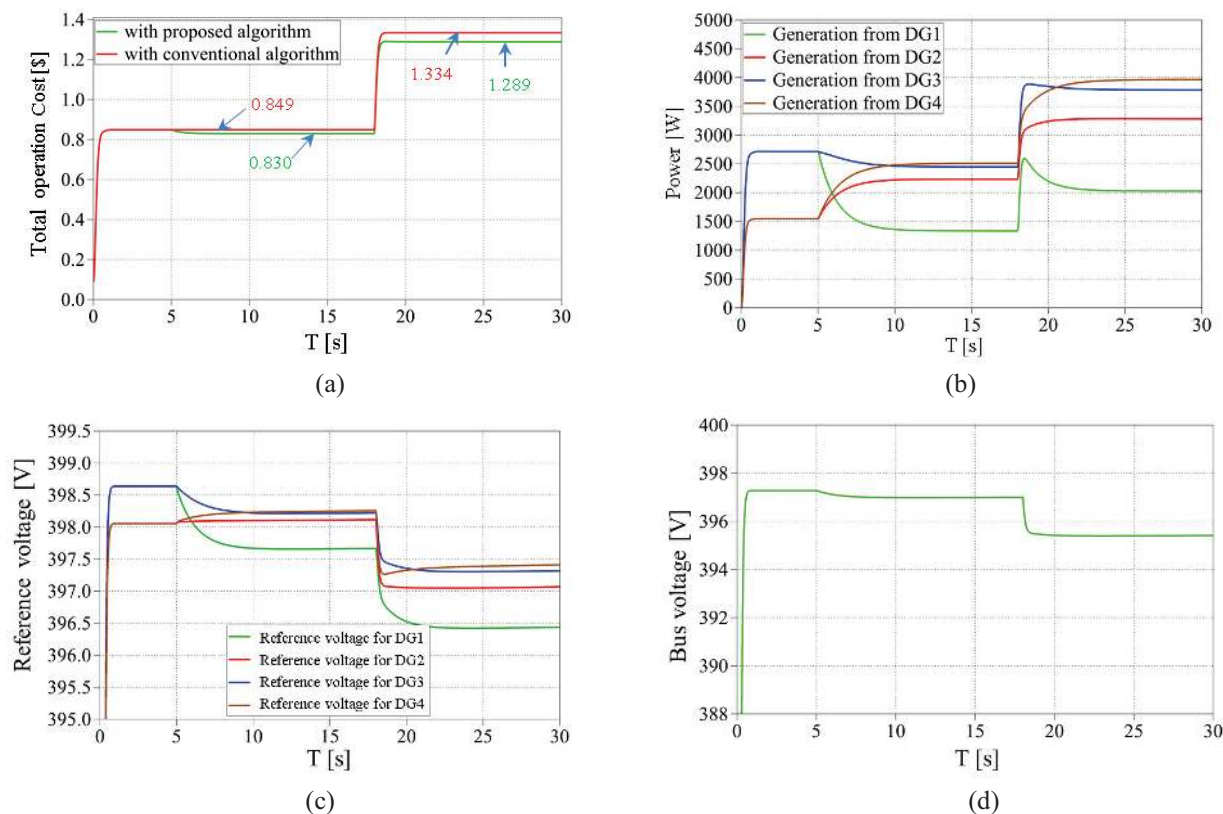 Total operation Cost [$]
1.4
1.2
1.0
0.8
0.6
0.4
0.2
0.0
with proposed algorithm
with conventional algorithm
0.849
0.830
1.334
1.289
0 5 10 15 20 25 30
T [s]
(a)
Power [W]
5000
4500
4000
3500
3000
2500
2000
1500
1000
500
0
Generation from DG1
Generation from DG2
Generation from DG3
Generation from DG4
0 5 10 15 20 25 30
T [s]
(b)
Reference voltage [V]
399.5
399.0
398.5
398.0
397.5
397.0
396.5
396.0
395.5
395.0
Reference voltage for DG1
Reference voltage for DG2
Reference voltage for DG3
Reference voltage for DG4
0 5 10 15 20 25 30
T [s]
(c)
Bus voltage [V]
400
398
396
394
392
390
388
0 5 10 15 20 25 30
T [s]
(d)